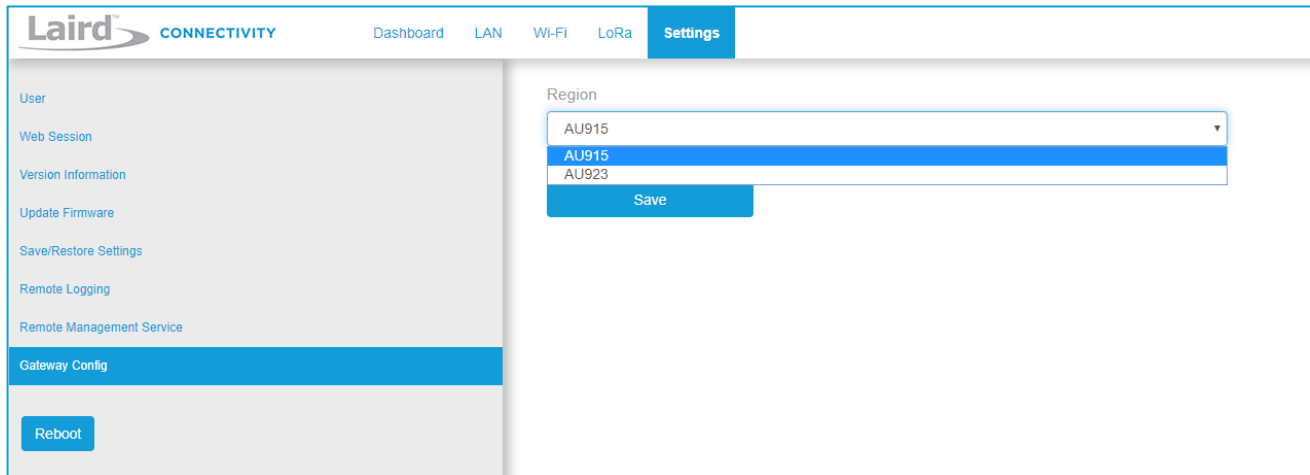 Laird™ CONNECTIVITY Dashboard LAN Wi-Fi LoRa Settings
User
Web Session
Version Information
Update Firmware
Save/Restore Settings
Remote Logging
Remote Management Service
Gateway Config
Reboot
Region
AU915
AU915
AU923
Save